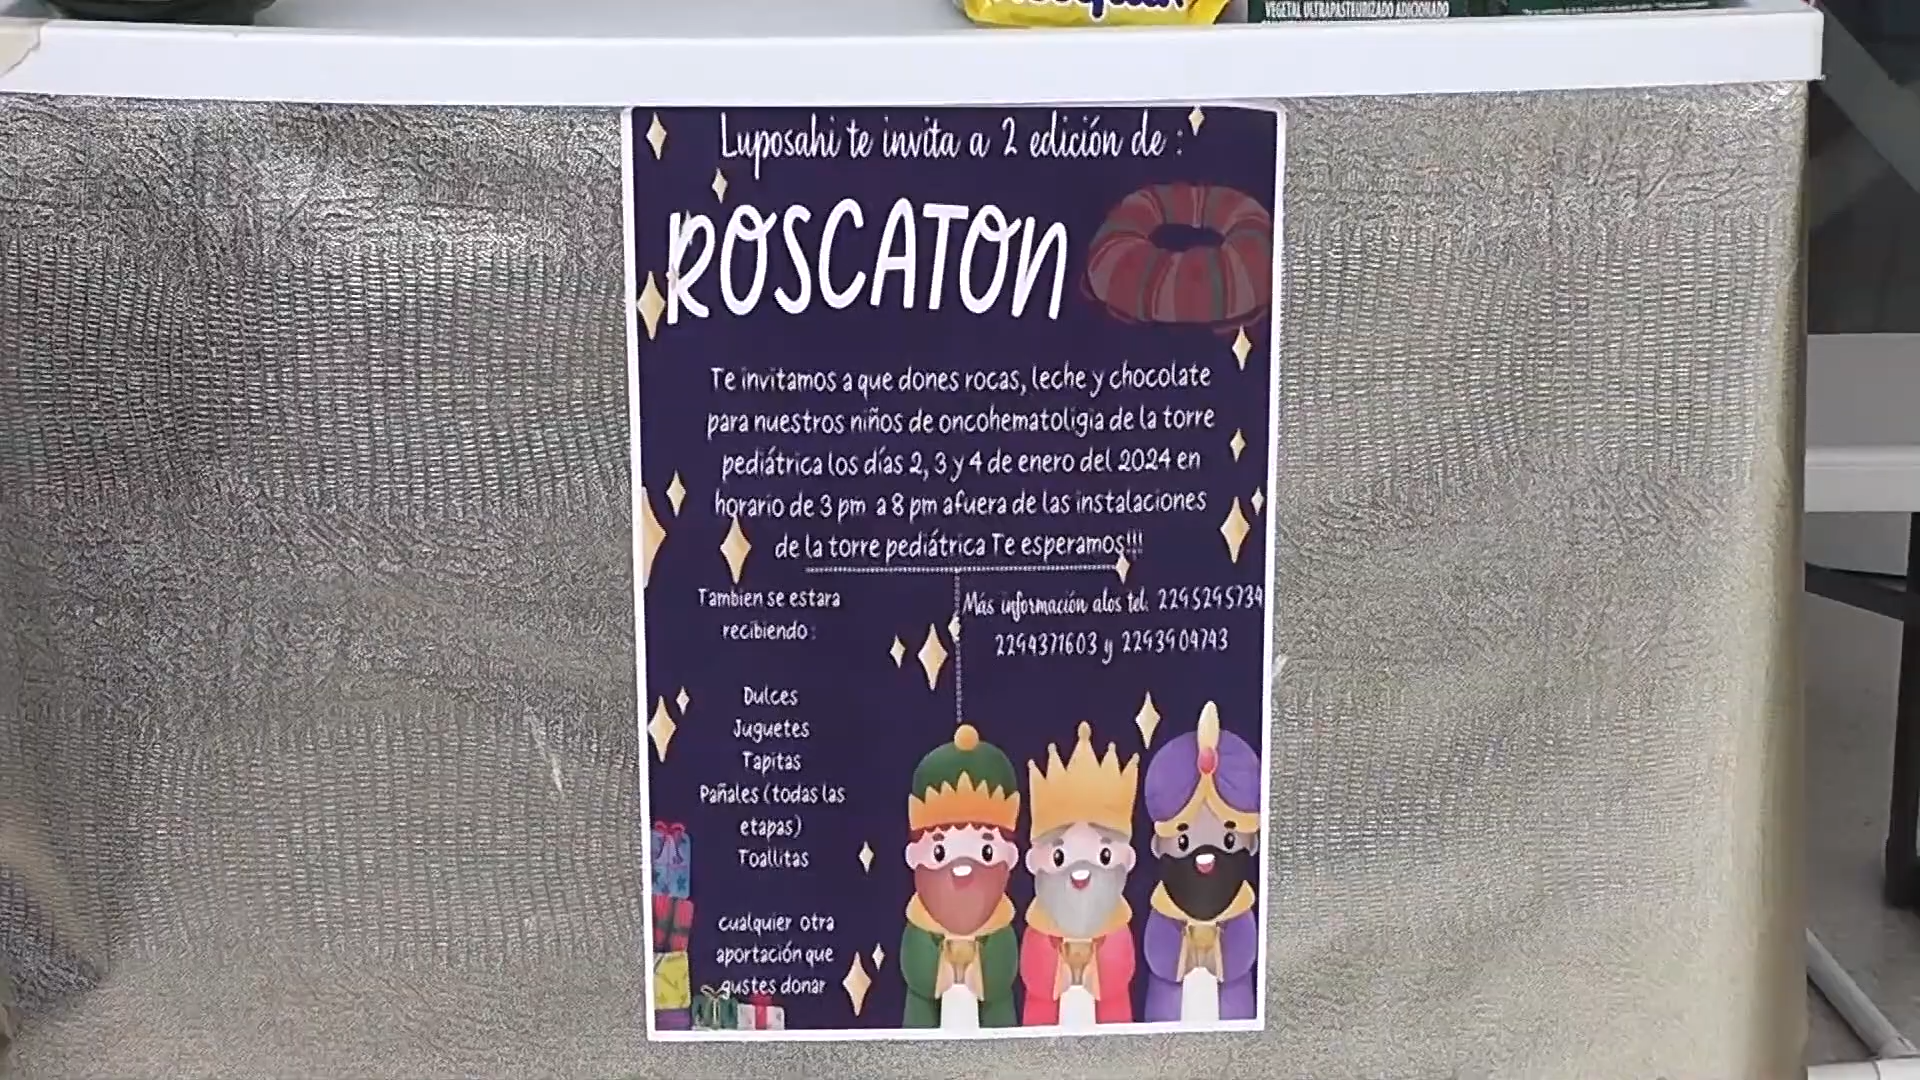 VEGETAL ULTRAPASTEURIZADO ADICIONADO
Luposahi te invita a 2 edición de :
ROSCATON
Te invitamos a que dones rocas, leche y chocolate
para nuestros niños de oncohematoligia de la torre
pediátrica los días 2, 3 y 4 de enero del 2024 en
horario de 3 pm a 8 pm afuera de las instalaciones
de la torre pediátrica Te esperamos!!!
Tambien se estara
recibiendo :
Dulces
Juguetes
Tapitas
Pañales (todas las
etapas)
Toallitas
cualquier otra
aportación que
gustes donar
Más información alos tel. 2295295734
2294371603 y 2293904743